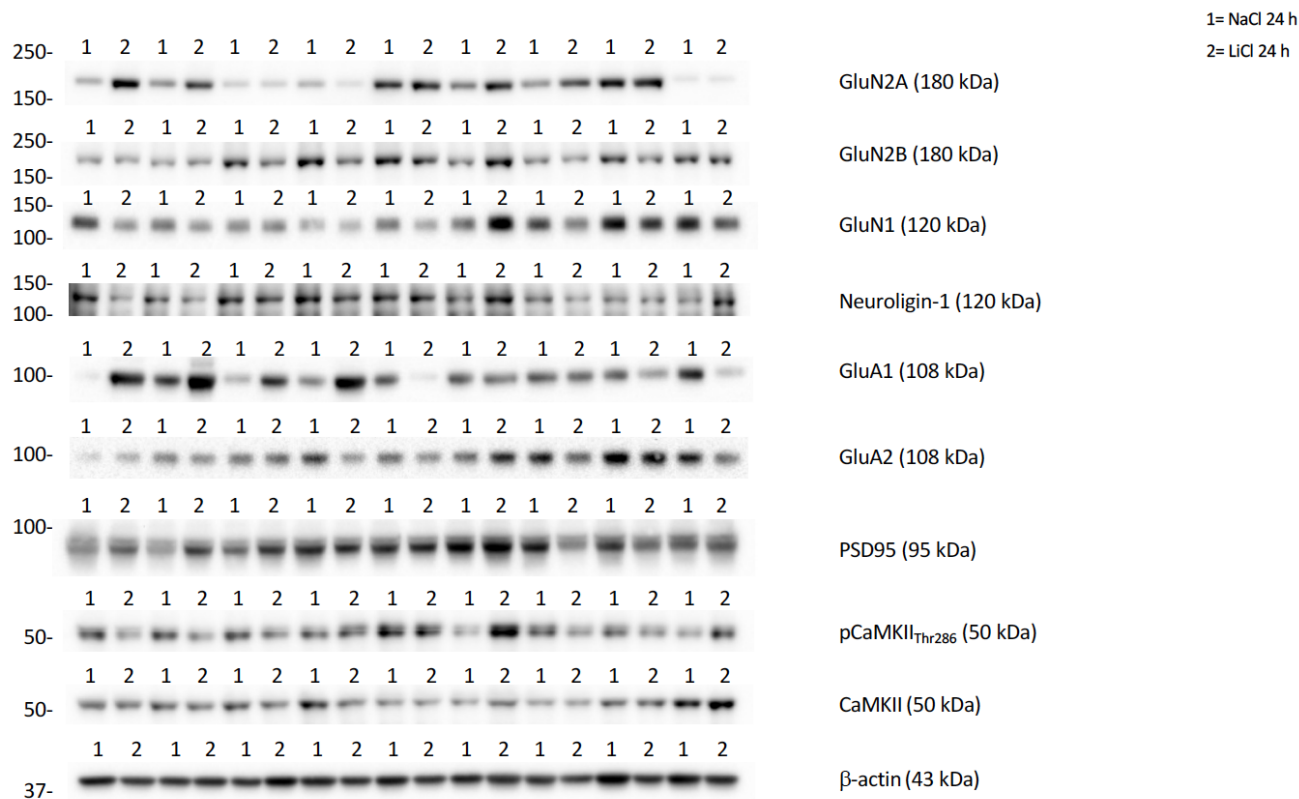 1= NaCl 24 h
2= LiCl 24 h
250-
1 2 1 2 1 2 1 2 1 2 1 2 1 2 1 2 1 2
GluN2A (180 kDa)
150-
1 2 1 2 1 2 1 2 1 2 1 2 1 2 1 2 1 2
250-
GluN2B (180 kDa)
150-
1 2 1 2 1 2 1 2 1 2 1 2 1 2 1 2 1 2
150-
GluN1 (120 kDa)
100-
1 2 1 2 1 2 1 2 1 2 1 2 1 2 1 2 1 2
150-
Neuroligin-1 (120 kDa)
100-
1 2 1 2 1 2 1 2 1 2 1 2 1 2 1 2 1 2
100-
GluA1 (108 kDa)
1 2 1 2 1 2 1 2 1 2 1 2 1 2 1 2 1 2
100-
GluA2 (108 kDa)
1 2 1 2 1 2 1 2 1 2 1 2 1 2 1 2 1 2
100-
PSD95 (95 kDa)
1 2 1 2 1 2 1 2 1 2 1 2 1 2 1 2 1 2
50-
pCaMKIIThr286 (50 kDa)
1 2 1 2 1 2 1 2 1 2 1 2 1 2 1 2 1 2
50-
CaMKII (50 kDa)
1 2 1 2 1 2 1 2 1 2 1 2 1 2 1 2 1 2
β-actin (43 kDa)
37-